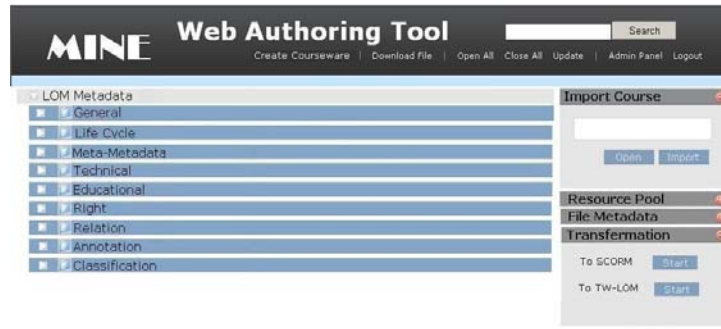 MINE
Web Authoring Tool
Search
Create Courseware | Download File | Open All Close All Update | Admin Panel Logout
LOM Metadata
General
Life Cycle
Meta-Metadata
Technical
Educational
Right
Relation
Annotation
Classification
Import Course
Open Import
Resource Pool
File Metadata
Transfermation
To SCORM Start
To TW-LOM Start